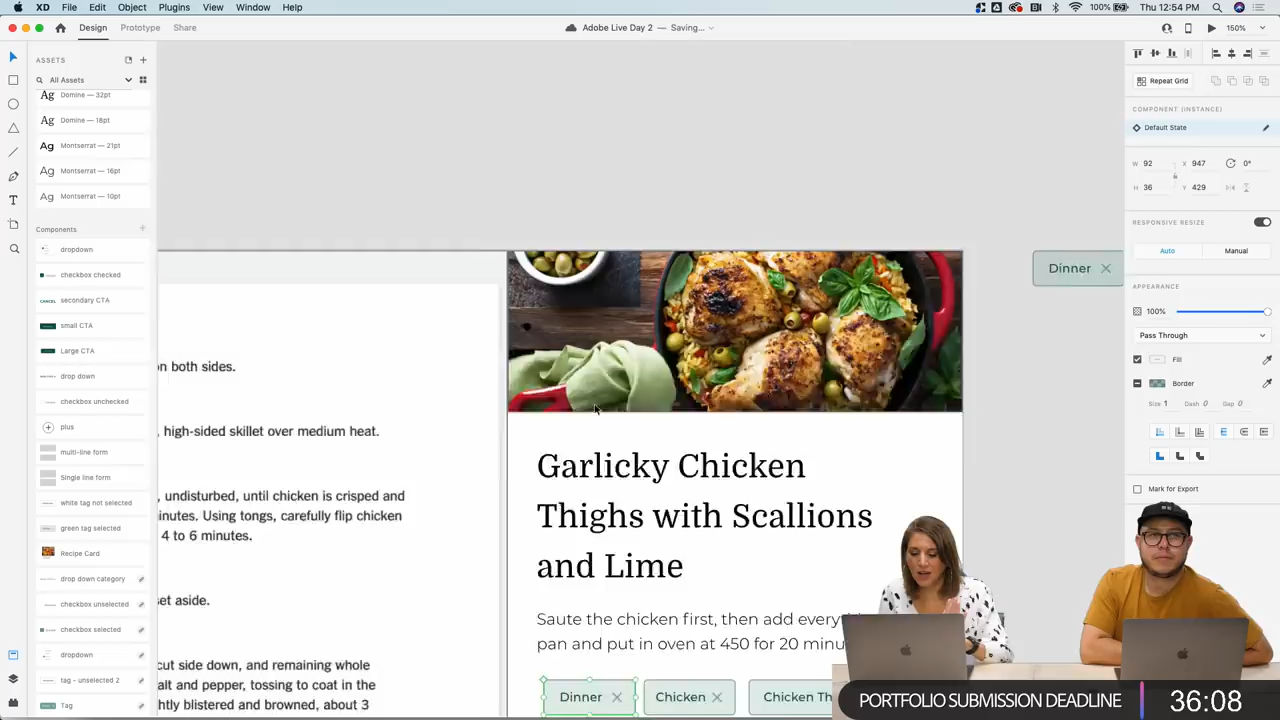 XD File Edit Object Plugins View Window Help
100% Thu 12:54 PM
Design Prototype Share
Adobe Live Day 2 — Saving...
150%
ASSETS
All Assets
Ag Domine — 32pt
Ag Domine — 18pt
Ag Montserrat — 21pt
Ag Montserrat — 16pt
Ag Montserrat — 10pt
Components
dropdown
checkbox checked
CANCEL secondary CTA
small CTA
Large CTA
drop down
checkbox unchecked
plus
multi-line form
Single line form
white tag not selected
green tag selected
Recipe Card
drop down category
checkbox unselected
checkbox selected
dropdown
tag - unselected 2
Tag
n both sides.
, high-sided skillet over medium heat.
, undisturbed, until chicken is crisped and
inutes. Using tongs, carefully flip chicken
4 to 6 minutes.
et aside.
cut side down, and remaining whole
alt and pepper, tossing to coat in the
htly blistered and browned, about 3
Garlicky Chicken
Thighs with Scallions
and Lime
Saute the chicken first, then add every
pan and put in oven at 450 for 20 minu
Dinner × Chicken × Chicken Th
Dinner ×
Repeat Grid
COMPONENT (INSTANCE)
Default State
W 92 X 947 0°
H 36 Y 429
RESPONSIVE RESIZE
Auto Manual
APPEARANCE
100%
Pass Through
Fill
Border
Size 1 Dash 0 Gap 0
Mark for Export
PORTFOLIO SUBMISSION DEADLINE 36:08